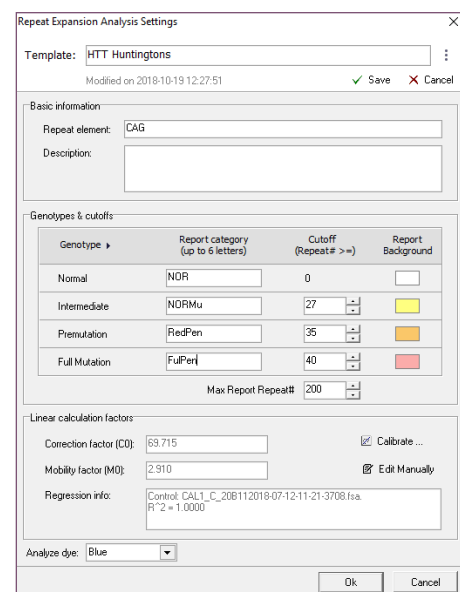 Repeat Expansion Analysis Settings
Template: HTT Huntingtons
Modified on 2018-10-19 12:27:51 Save Cancel
Basic information
Repeat element: CAG
Description:
Genotypes & cutoffs
Genotype Report category (up to 6 letters) Cutoff (Repeat# >=) Report Background
Normal NOR 0
Intermediate NORMu 27
Premutation RedPen 35
Full Mutation FulPen 40
Max Report Repeat# 200
Linear calculation factors
Correction factor (C0): 69.715 Calibrate ...
Mobility factor (M0): 2.910 Edit Manually
Regression info: Control: CAL1_C_20B112018-07-12-11-21-3708.fsa.
R^2 = 1.0000
Analyze dye: Blue
Ok Cancel